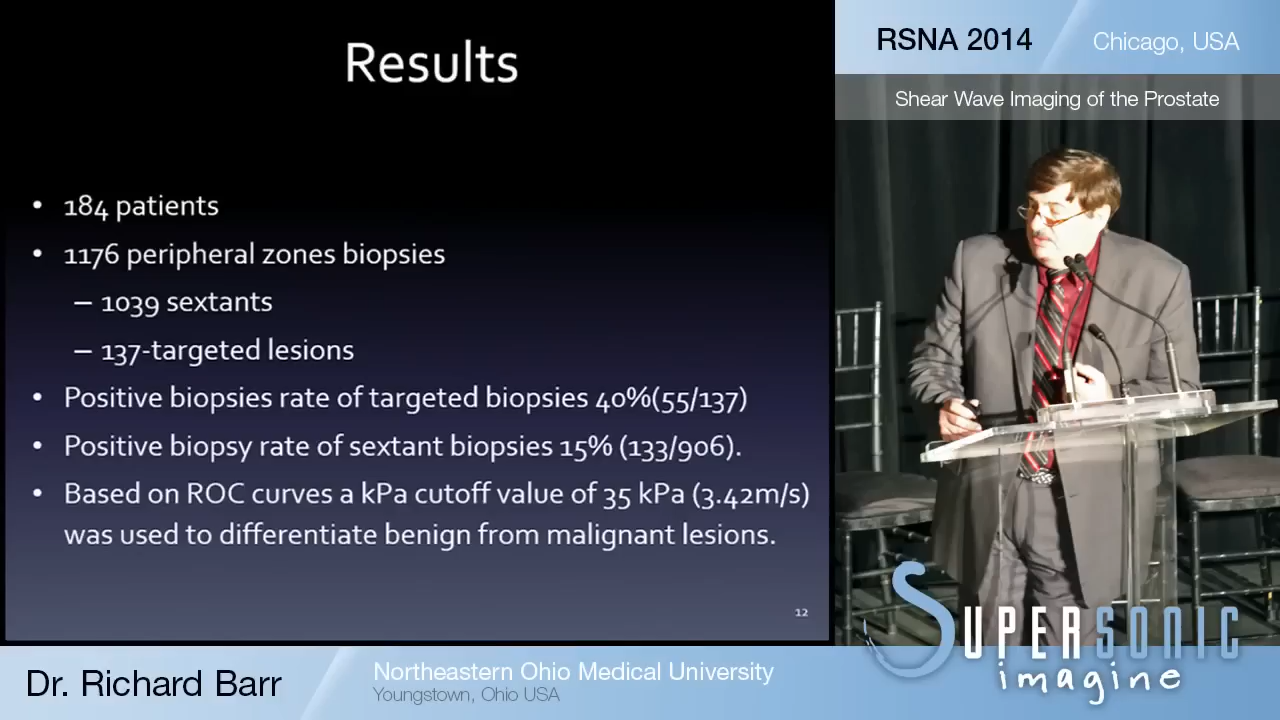 Results
• 184 patients
• 1176 peripheral zones biopsies
– 1039 sextants
– 137-targeted lesions
• Positive biopsies rate of targeted biopsies 40%(55/137)
• Positive biopsy rate of sextant biopsies 15% (133/906).
• Based on ROC curves a kPa cutoff value of 35 kPa (3.42m/s)
was used to differentiate benign from malignant lesions.
12
RSNA 2014 Chicago, USA
Shear Wave Imaging of the Prostate
SUPERSONIC
imagine
Dr. Richard Barr
Northeastern Ohio Medical University
Youngstown, Ohio USA